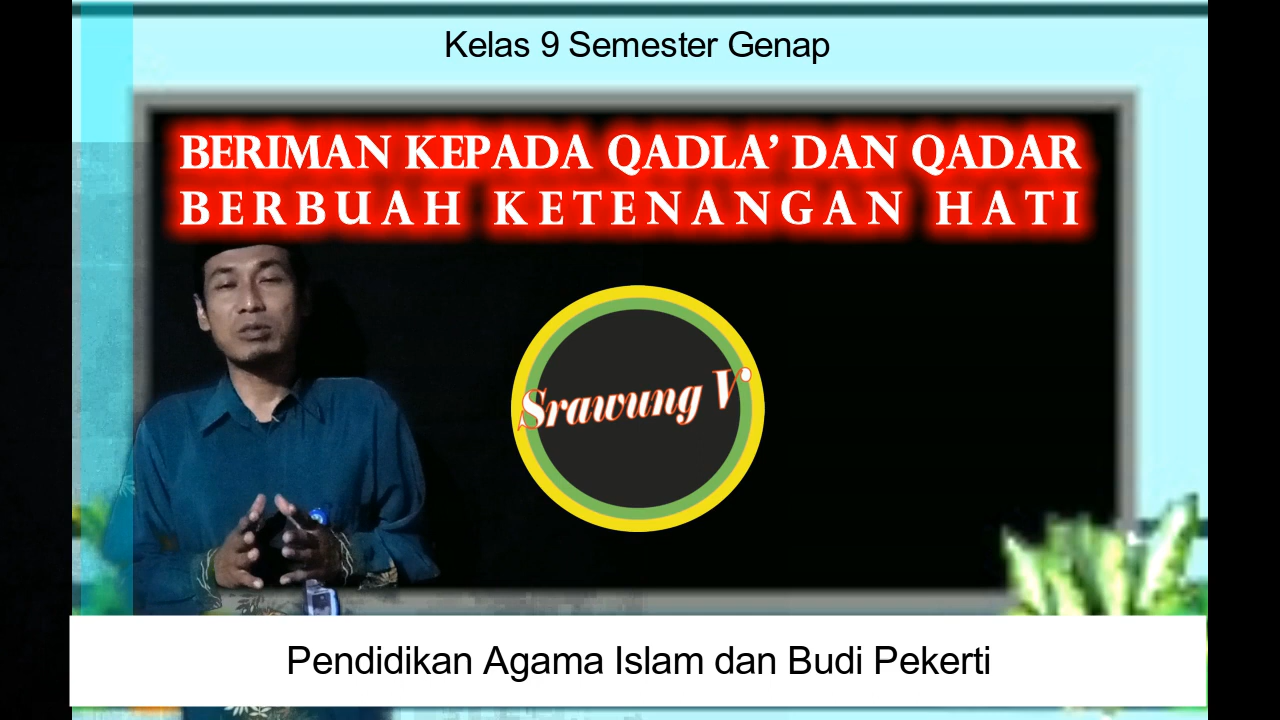 Kelas 9 Semester Genap
BERIMAN KEPADA QADLA’ DAN QADAR
BERBUAH KETENANGAN HATI
Srawung V
Pendidikan Agama Islam dan Budi Pekerti